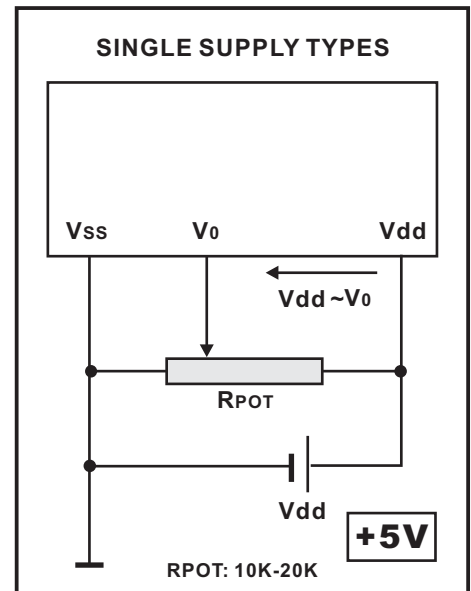 SINGLE SUPPLY TYPES
VSS V0 Vdd
Vdd ~V0
RPOT
Vdd
+5V
RPOT: 10K-20K